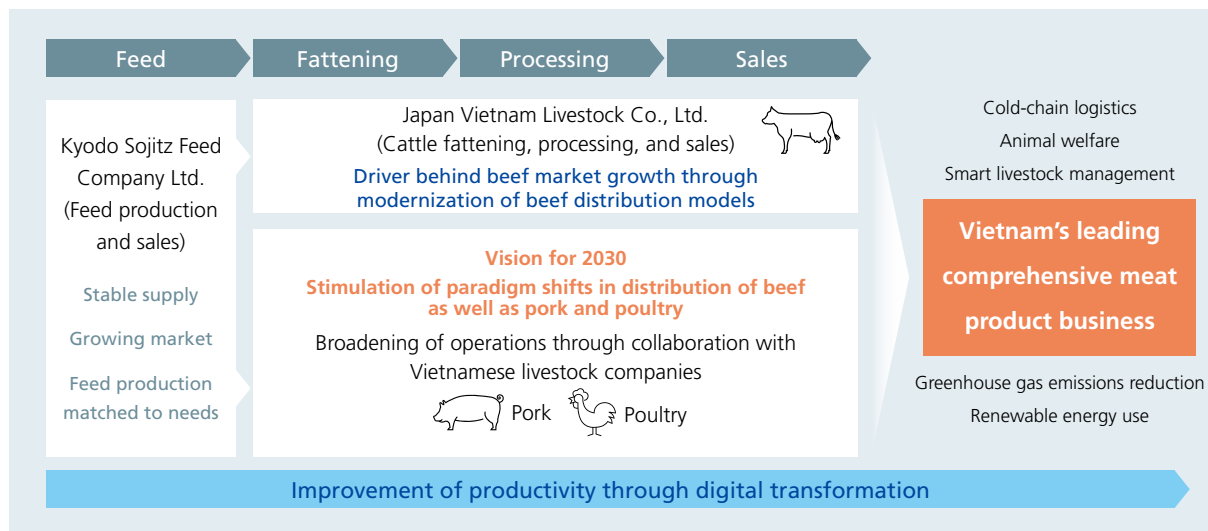 Feed
Fattening
Processing
Sales
Kyodo Sojitz Feed
Company Ltd.
(Feed production
and sales)
Stable supply
Growing market
Feed production
matched to needs
Japan Vietnam Livestock Co., Ltd.
(Cattle fattening, processing, and sales)
Driver behind beef market growth through
modernization of beef distribution models
Vision for 2030
Stimulation of paradigm shifts in distribution of beef
as well as pork and poultry
Broadening of operations through collaboration with
Vietnamese livestock companies
Pork
Poultry
Cold-chain logistics
Animal welfare
Smart livestock management
Vietnam’s leading
comprehensive meat
product business
Greenhouse gas emissions reduction
Renewable energy use
Improvement of productivity through digital transformation